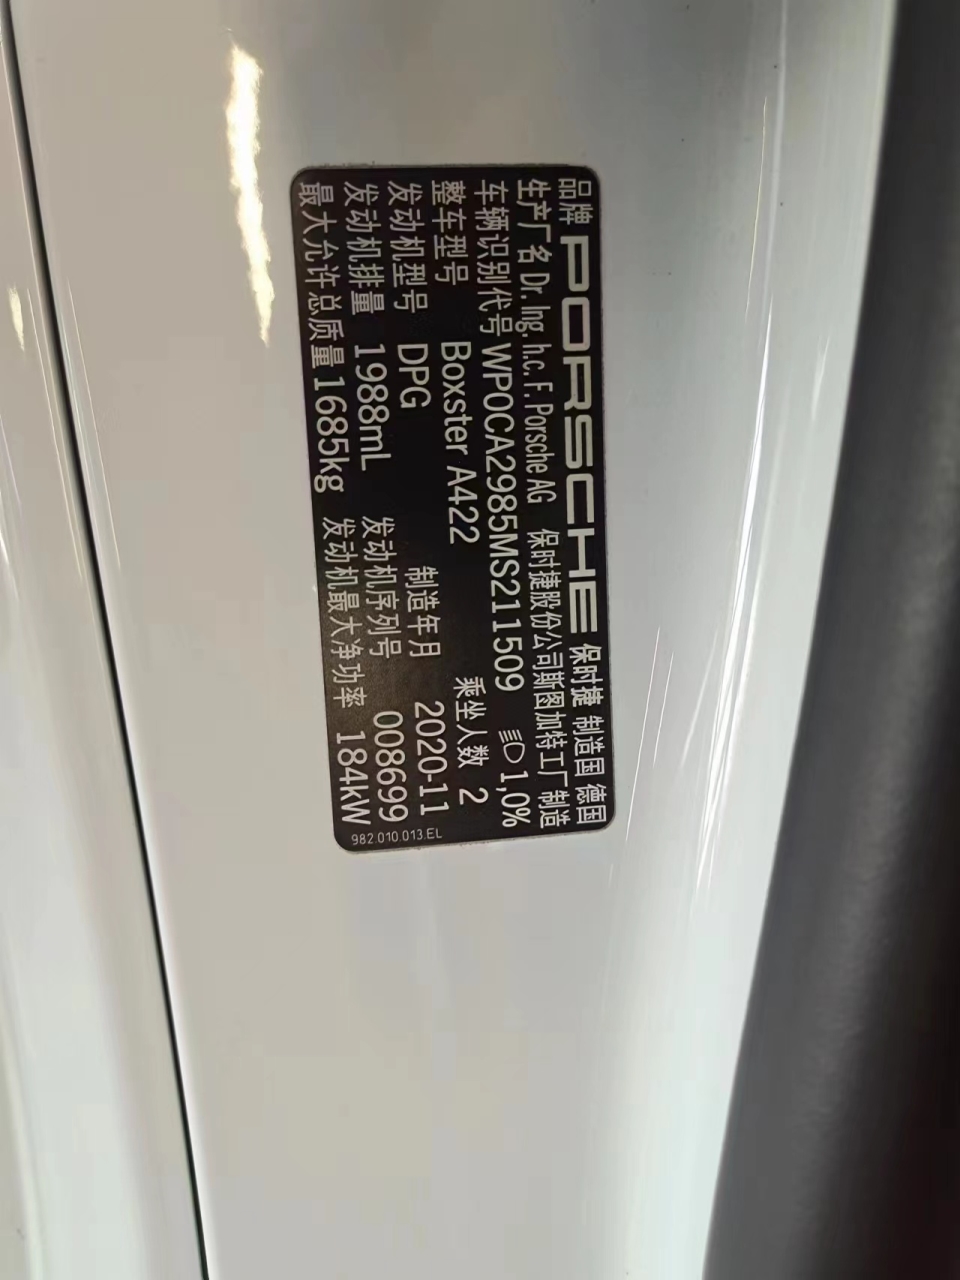 品牌 PORSCHE 保时捷 制造国 德国
生产厂名 Dr. Ing. h.c. F. Porsche AG 保时捷股份公司斯图加特工厂制造
车辆识别代号 WP0CA2985MS211509 1,0%
整车型号 Boxster A422 乘坐人数 2
发动机型号 DPG 制造年月 2020-11
发动机排量 1988mL 发动机序列号 008699
最大允许总质量 1685kg 发动机最大净功率 184kW
982.010.013.EL